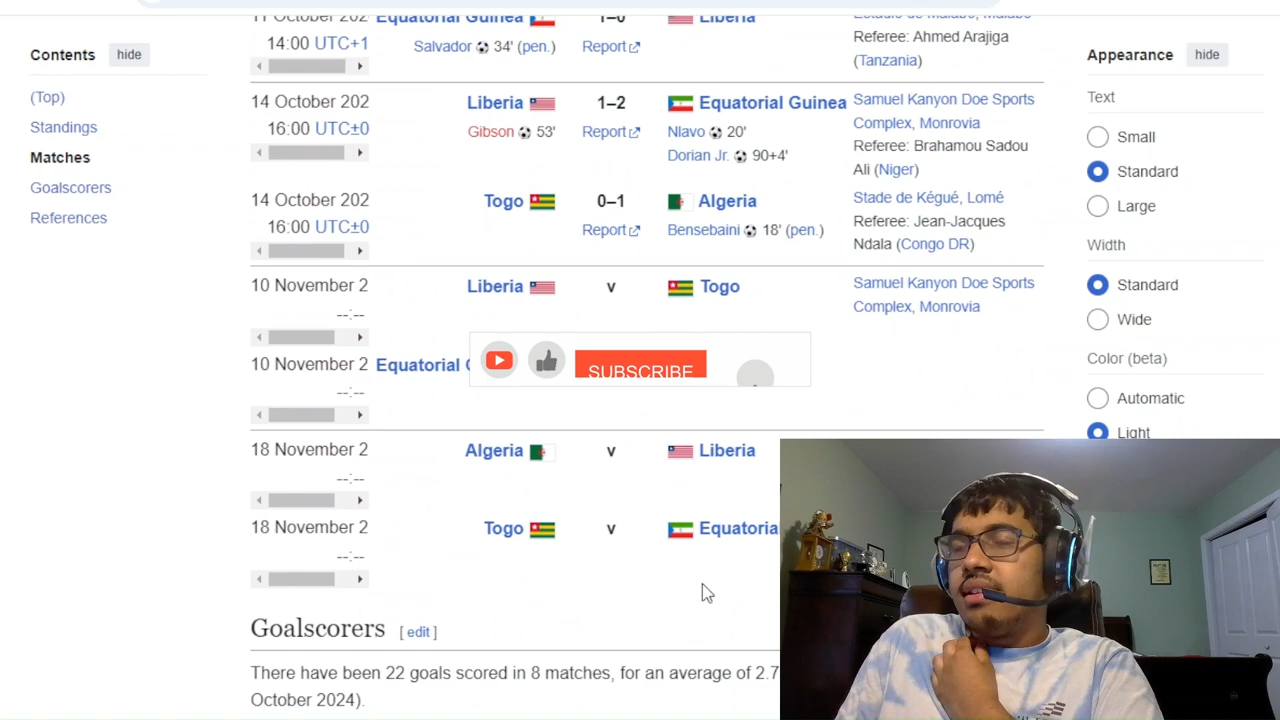 Contents hide
(Top)
Standings
Matches
Goalscorers
References
11 October 202 Equatorial Guinea 1–0 Liberia Estadio de Malabo, Malabo
14:00 UTC+1 Salvador 34' (pen.) Report Referee: Ahmed Arajiga
(Tanzania)
14 October 202 Liberia 1–2 Equatorial Guinea Samuel Kanyon Doe Sports
16:00 UTC±0 Gibson 53' Report Nlavo 20' Complex, Monrovia
Dorian Jr. 90+4' Referee: Brahamou Sadou
Ali (Niger)
14 October 202 Togo 0–1 Algeria Stade de Kégué, Lomé
16:00 UTC±0 Report Bensebaini 18' (pen.) Referee: Jean-Jacques
Ndala (Congo DR)
10 November 2 Liberia v Togo Samuel Kanyon Doe Sports
--:-- Complex, Monrovia
10 November 2 Equatorial G
--:--
SUBSCRIBE
18 November 2 Algeria v Liberia
--:--
18 November 2 Togo v Equatoria
--:--
Goalscorers [ edit ]
There have been 22 goals scored in 8 matches, for an average of 2.7
October 2024).
Appearance hide
Text
Small
Standard
Large
Width
Standard
Wide
Color (beta)
Automatic
Light